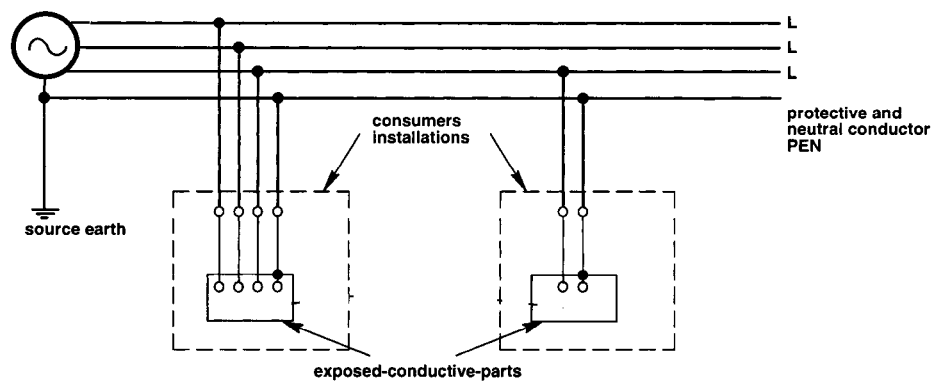 L
L
L
protective and
neutral conductor
PEN
consumers
installations
source earth
exposed-conductive-parts